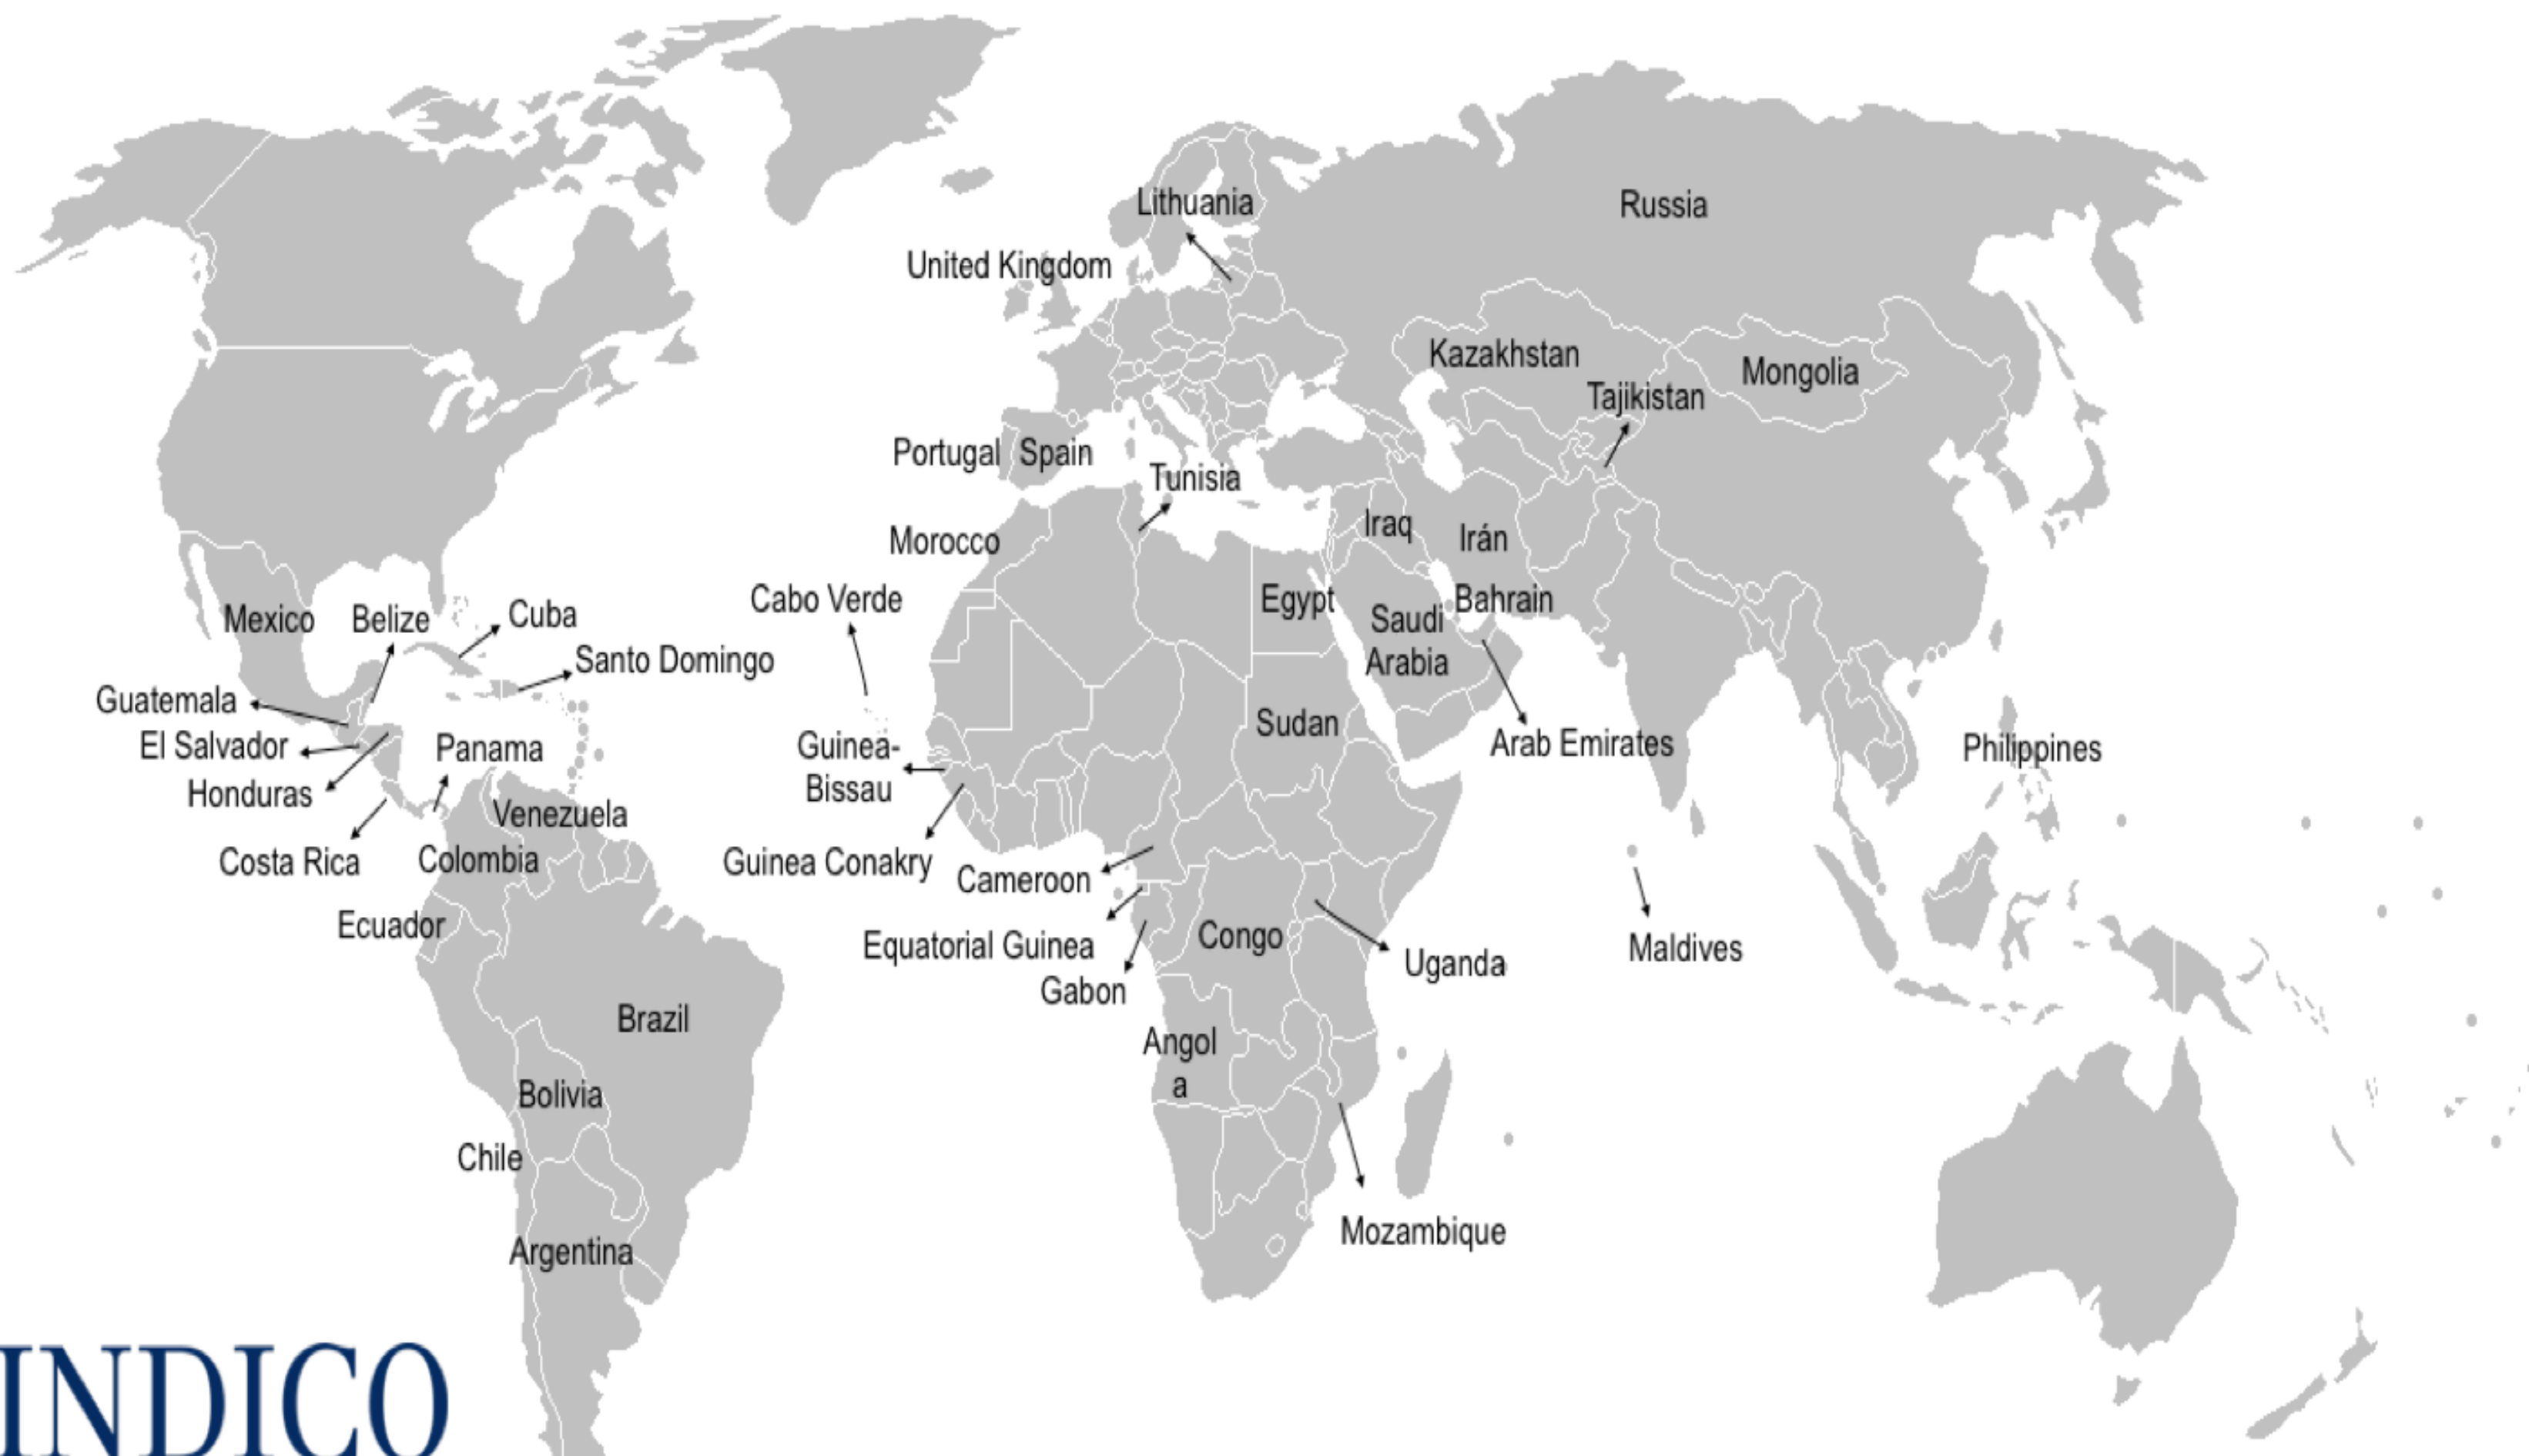 Lithuania
Russia
United Kingdom
Kazakhstan
Mongolia
Tajikistan
Portugal
Spain
Tunisia
Iraq
Irán
Morocco
Cabo Verde
Egypt
Bahrain
Saudi
Arabia
Mexico
Belize
Cuba
Santo Domingo
Guatemala
El Salvador
Panama
Honduras
Venezuela
Costa Rica
Colombia
Ecuador
Guinea-
Bissau
Sudan
Arab Emirates
Philippines
Guinea Conakry
Cameroon
Equatorial Guinea
Congo
Uganda
Maldives
Gabon
Brazil
Angol
a
Bolivia
Chile
Mozambique
Argentina
INDICO